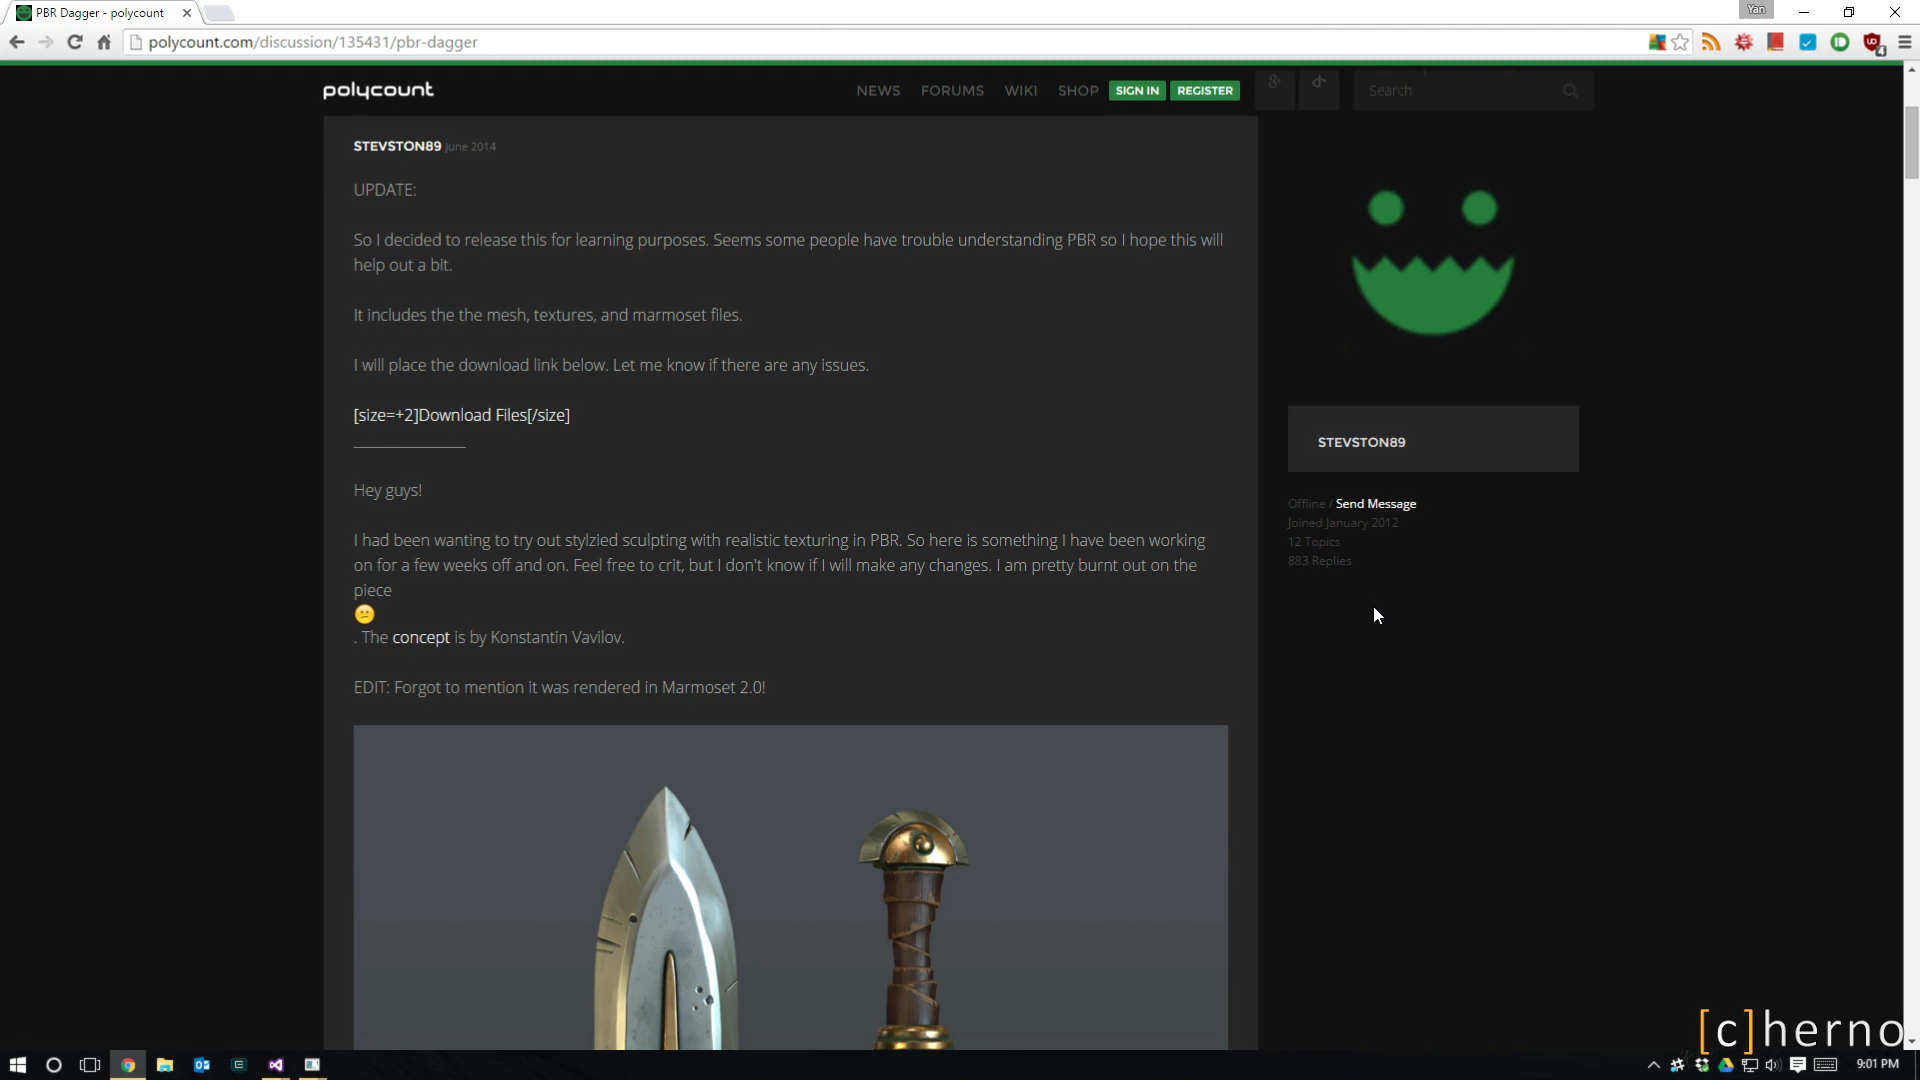 PBR Dagger - polycount
Yan
polycount.com/discussion/135431/pbr-dagger
polycount
NEWS FORUMS WIKI SHOP SIGN IN REGISTER
Search
STEVSTON89 June 2014
UPDATE:
So I decided to release this for learning purposes. Seems some people have trouble understanding PBR so I hope this will
help out a bit.
It includes the the mesh, textures, and marmoset files.
I will place the download link below. Let me know if there are any issues.
[size=+2]Download Files[/size]
Hey guys!
I had been wanting to try out stylzied sculpting with realistic texturing in PBR. So here is something I have been working
on for a few weeks off and on. Feel free to crit, but I don't know if I will make any changes. I am pretty burnt out on the
piece
. The concept is by Konstantin Vavilov.
EDIT: Forgot to mention it was rendered in Marmoset 2.0!
STEVSTON89
Offline / Send Message
Joined January 2012
12 Topics
883 Replies
[c]herno
9:01 PM